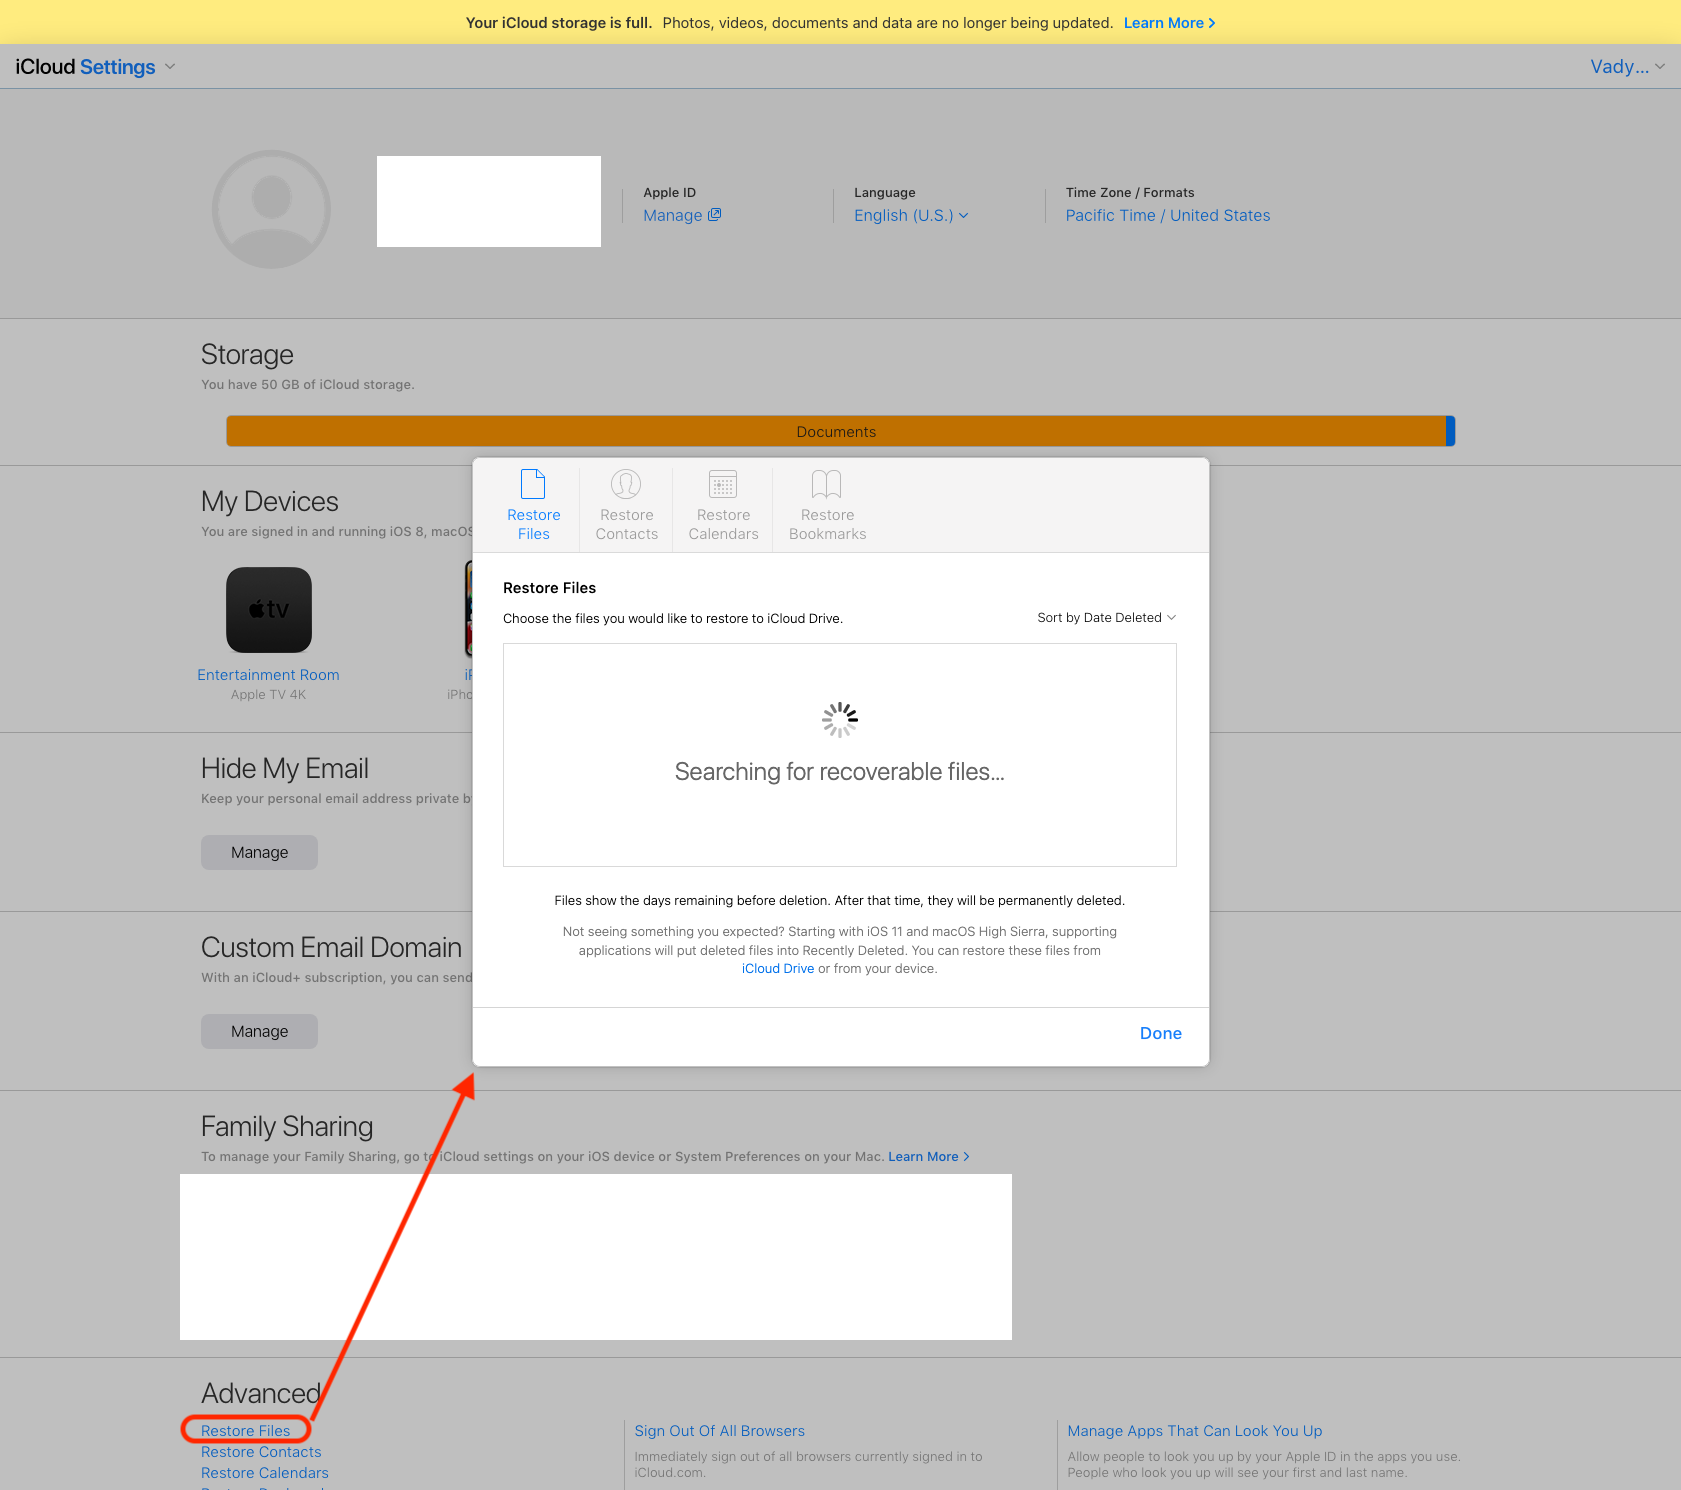 Your iCloud storage is full. Photos, videos, documents and data are no longer being updated. Learn More
iCloud Settings
Vady...
Apple ID
Manage
Language
English (U.S.)
Time Zone / Formats
Pacific Time / United States
Storage
You have 50 GB of iCloud storage.
Documents
My Devices
You are signed in and running iOS 8, macOS
tv
Entertainment Room
Apple TV 4K
Restore
Files
Restore
Contacts
Restore
Calendars
Restore
Bookmarks
Restore Files
Choose the files you would like to restore to iCloud Drive.
Sort by Date Deleted
Searching for recoverable files...
Files show the days remaining before deletion. After that time, they will be permanently deleted.
Not seeing something you expected? Starting with iOS 11 and macOS High Sierra, supporting
applications will put deleted files into Recently Deleted. You can restore these files from
iCloud Drive or from your device.
Done
Hide My Email
Keep your personal email address private
Manage
Custom Email Domain
With an iCloud+ subscription, you can send
Manage
Family Sharing
To manage your Family Sharing, go to iCloud settings on your iOS device or System Preferences on your Mac. Learn More
Advanced
Restore Files
Restore Contacts
Restore Calendars
Sign Out Of All Browsers
Immediately sign out of all browsers currently signed in to
iCloud.com.
Manage Apps That Can Look You Up
Allow people to look you up by your Apple ID in the apps you use.
People who look you up will see your first and last name.